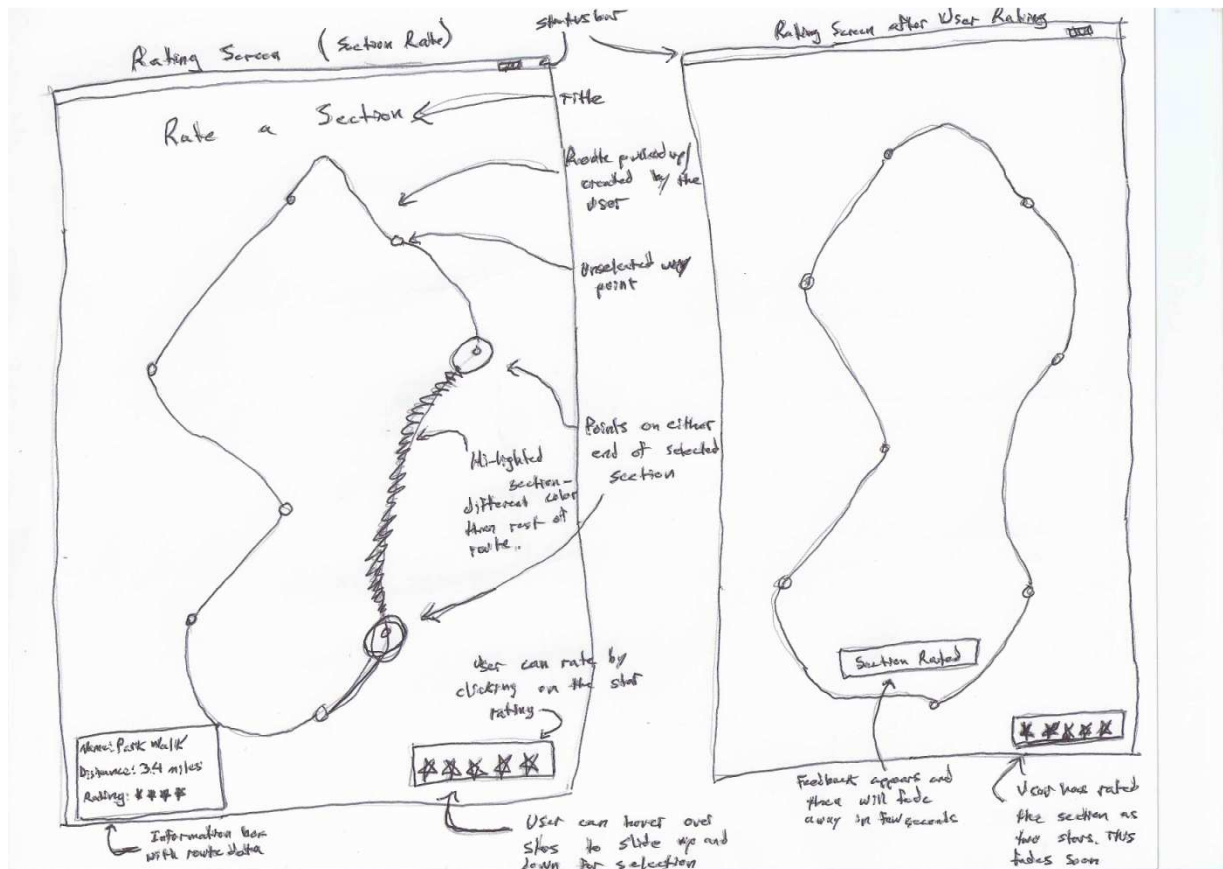 Rating Screen (Section Rate)
Status bar
Rating Screen after User Rating
Title
Rate a Section
Route pulled up/
created by the
User
Unselected way
point
Points on either
end of selected
section
Hi-lighted
section-
different color
than rest of
route..
User can rate by
clicking on the star
rating
Section Rated
Name: Park Walk
Distance: 3.4 miles
Rating:
Information box
with route data
User can hover over
to slide up and
down for selection
Feedback appears and
then will fade
away in few seconds
User has rated
the section as
two stars. This
fades soon